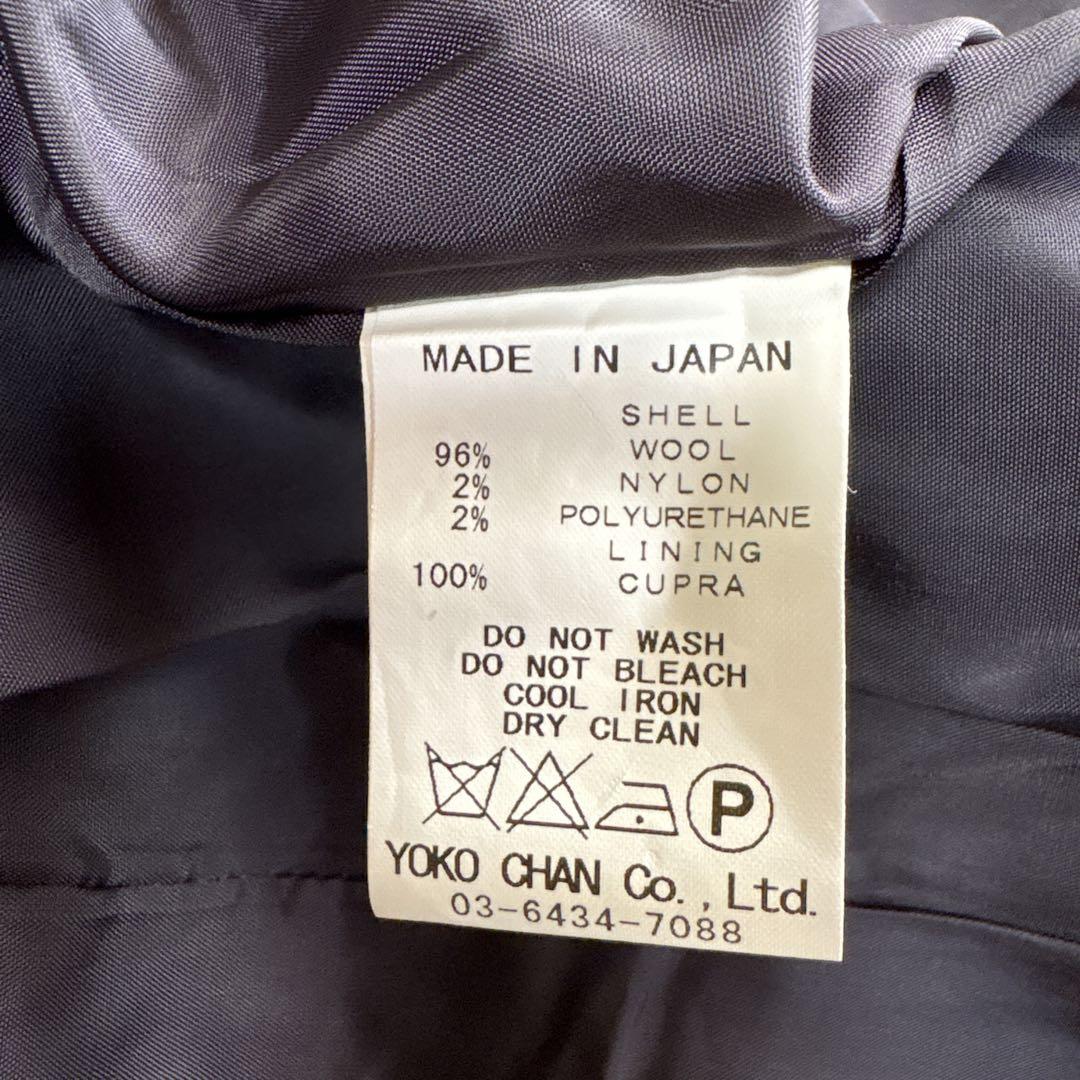 MADE IN JAPAN
SHELL
96% WOOL
2% NYLON
2% POLYURETHANE
LINING
100% CUPRA
DO NOT WASH
DO NOT BLEACH
COOL IRON
DRY CLEAN
P
YOKO CHAN Co., Ltd.
03-6434-7088